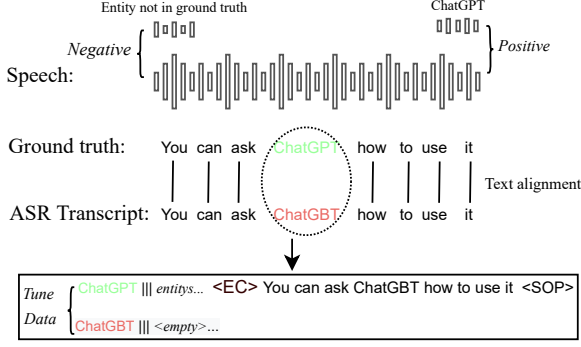 Entity not in ground truth
ChatGPT
Negative
Positive
Speech:
Ground truth: You can ask ChatGPT how to use it
Text alignment
ASR Transcript: You can ask ChatGBT how to use it
Tune Data
ChatGPT ||| entitys... <EC> You can ask ChatGBT how to use it <SOP>
ChatGBT ||| <empty>...